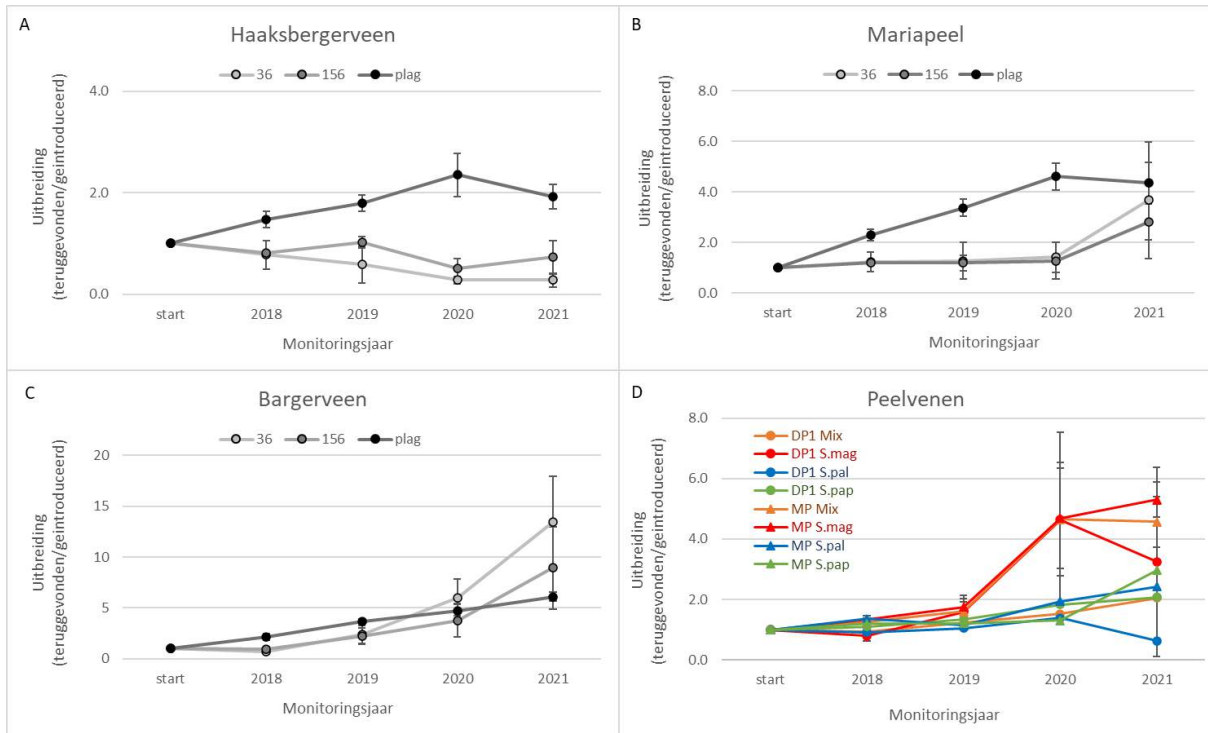 A
Haaksbergerveen
36 156 plag
Uitbreiding
(teruggevonden/geintroduceerd)
4.0
2.0
0.0
start 2018 2019 2020 2021
Monitoringsjaar
B
Mariapeel
36 156 plag
Uitbreiding
(teruggevonden/geintroduceerd)
8.0
6.0
4.0
2.0
0.0
start 2018 2019 2020 2021
Monitoringsjaar
C
Bargerveen
36 156 plag
Uitbreiding
(teruggevonden/geintroduceerd)
20
15
10
5
0
start 2018 2019 2020 2021
Monitoringsjaar
D
Peelvenen
DP1 Mix
DP1 S.mag
DP1 S.pal
DP1 S.pap
MP Mix
MP S.mag
MP S.pal
MP S.pap
Uitbreiding
(teruggevonden/geintroduceerd)
8.0
6.0
4.0
2.0
0.0
start 2018 2019 2020 2021
Monitoringsjaar